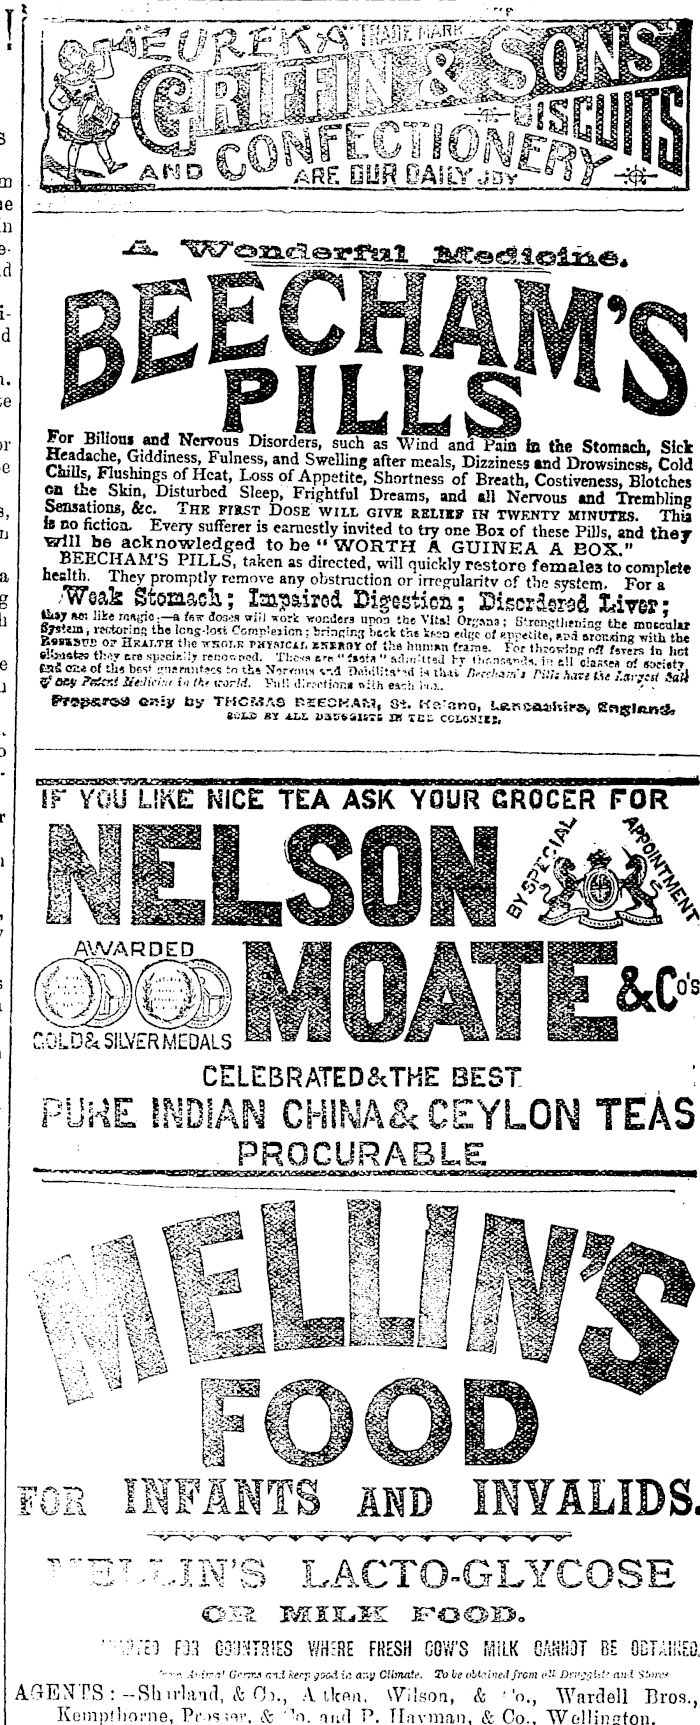 "EUREKA" TRADE MARK
GRIFFIN & SONS'
BISCUITS
AND CONFECTIONERY
ARE OUR DAILY JOY
A Wonderful Medicine.
BEECHAM'S
PILLS
For Bilious and Nervous Disorders, such as Wind and Pain in the Stomach, Sick
Headache, Giddiness, Fulness, and Swelling after meals, Dizziness and Drowsiness, Cold
Chills, Flushings of Heat, Loss of Appetite, Shortness of Breath, Costiveness, Blotches
on the Skin, Disturbed Sleep, Frightful Dreams, and all Nervous and Trembling
Sensations, &c. THE FIRST DOSE WILL GIVE RELIEF IN TWENTY MINUTES. This
is no fiction. Every sufferer is earnestly invited to try one Box of these Pills, and they
will be acknowledged to be "WORTH A GUINEA A BOX."
BEECHAM'S PILLS, taken as directed, will quickly restore females to complete
health. They promptly remove any obstruction or irregularity of the system. For a
Weak Stomach; Impaired Digestion; Disordered Liver;
they act like magic:—a few doses will work wonders upon the Vital Organs; Strengthening the muscular
System; restoring the long-lost Complexion; bringing back the keen edge of appetite, and arousing with the
ROSEBUD OF HEALTH the WHOLE PHYSICAL ENERGY of the human frame. For throwing off fevers in hot
climates they are specially renowned. These are "facts" admitted by thousands, in all classes of society
and one of the best guarantees to the Nervous and Debilitated is that Beecham's Pills have the Largest Sale
of any Patent Medicine in the world. Full directions with each box.
Prepared only by THOMAS BEECHAM, St. Helens, Lancashire, England.
SOLD BY ALL DRUGGISTS IN THE COLONIES.
IF YOU LIKE NICE TEA ASK YOUR GROCER FOR
NELSON
BY SPECIAL APPOINTMENT
AWARDED
GOLD & SILVER MEDALS
MOATE & Co's
CELEBRATED & THE BEST
PURE INDIAN CHINA & CEYLON TEAS
PROCURABLE
MELLIN'S
FOOD
FOR INFANTS AND INVALIDS.
MELLIN'S LACTO-GLYCOSE
OR MILK FOOD.
ADAPTED FOR COUNTRIES WHERE FRESH COW'S MILK CANNOT BE OBTAINED.
Animal Germs and keep good in any Climate. To be obtained from all Druggists and Stores
AGENTS:—Sharland, & Co., Aitken, Wilson, & Co., Wardell Bros.,
Kempthorne, Prosser, & Co. and P. Hayman, & Co., Wellington.